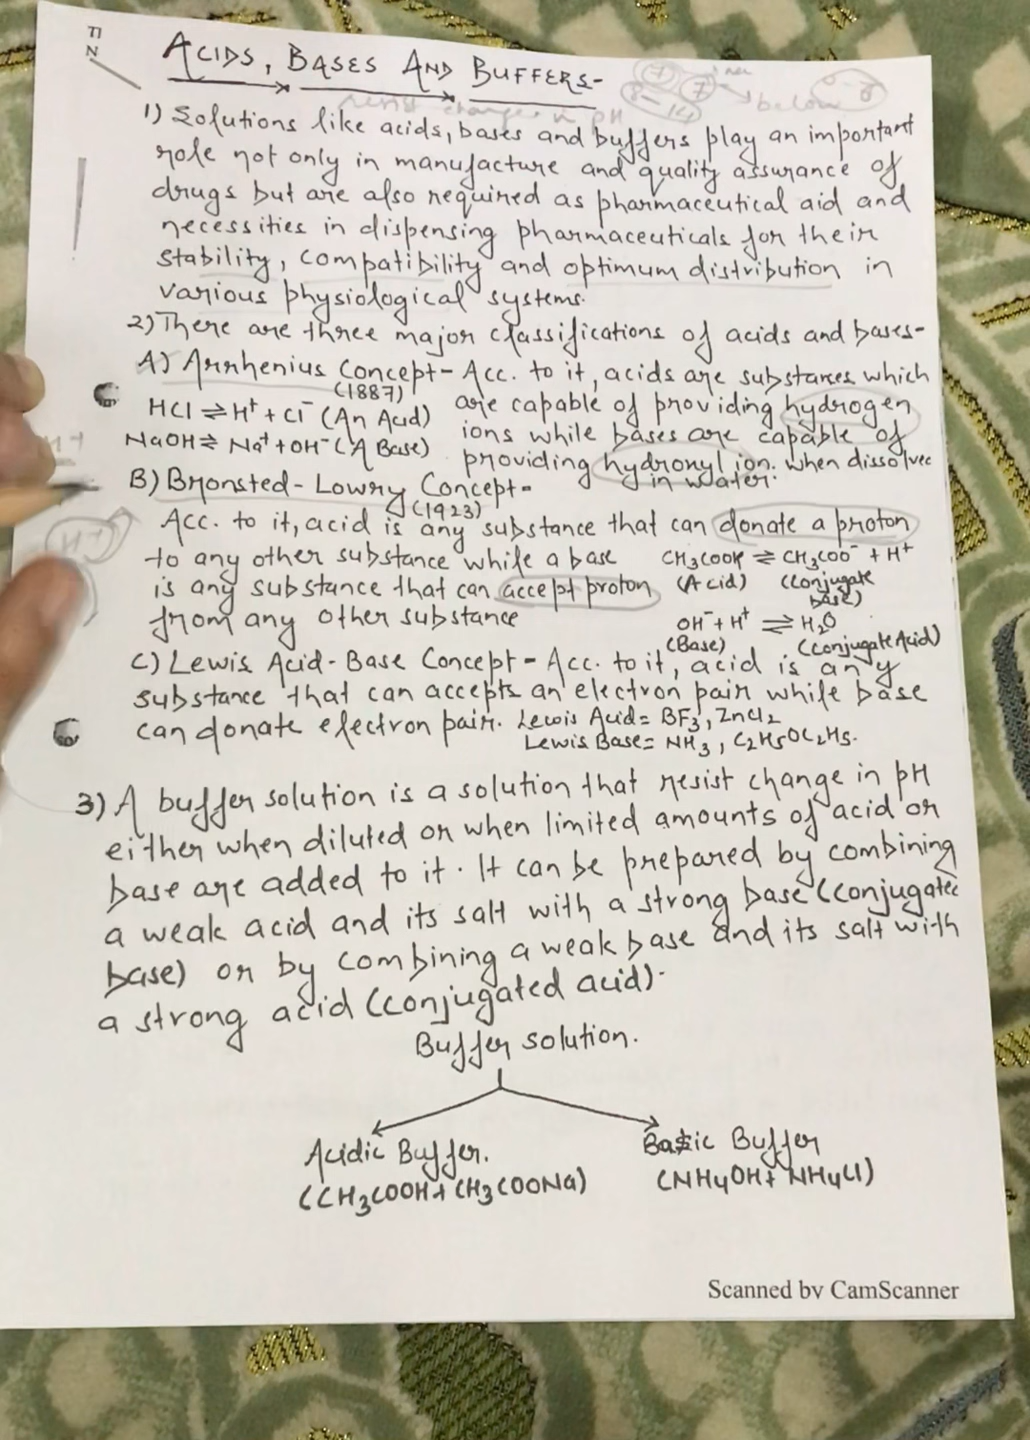 ACIDS, BASES AND BUFFERS-
resist changes in pH
below
1) Solutions like acids, bases and buffers play an important
role not only in manufacture and quality assurance of
drugs but are also required as pharmaceutical aid and
necessities in dispensing pharmaceuticals for their
stability, compatibility and optimum distribution in
various physiological systems.
2) There are three major classifications of acids and bases-
A) Arrhenius Concept - Acc. to it, acids are substances which
(1887)
HCl ⇌ H⁺ + Cl⁻ (An Acid) are capable of providing hydrogen
NaOH ⇌ Na⁺ + OH⁻ (A Base) ions while bases are capable of
providing hydronyl ion. when dissolvec
in water.
B) Bronsted-Lowry Concept-
(1923)
Acc. to it, acid is any substance that can donate a proton
to any other substance while a base CH₃COOH ⇌ CH₃COO⁻ + H⁺
is any substance that can accept proton (Acid) (Conjugate
base)
from any other substance OH⁻ + H⁺ ⇌ H₂O
(Base) (Conjugate Acid)
C) Lewis Acid-Base Concept - Acc. to it, acid is any
substance that can accepts an electron pair while base
can donate electron pair. Lewis Acid = BF₃, ZnCl₂
Lewis Base = NH₃, C₂H₅OC₂H₅.
3) A buffer solution is a solution that resist change in pH
either when diluted or when limited amounts of acid or
base are added to it. It can be prepared by combining
a weak acid and its salt with a strong base (conjugatec
base) or by combining a weak base and its salt with
a strong acid (conjugated acid).
Buffer solution.
Acidic Buffer. Basic Buffer
(CH₃COOH + CH₃COONa) (NH₄OH + NH₄Cl)
Scanned by CamScanner